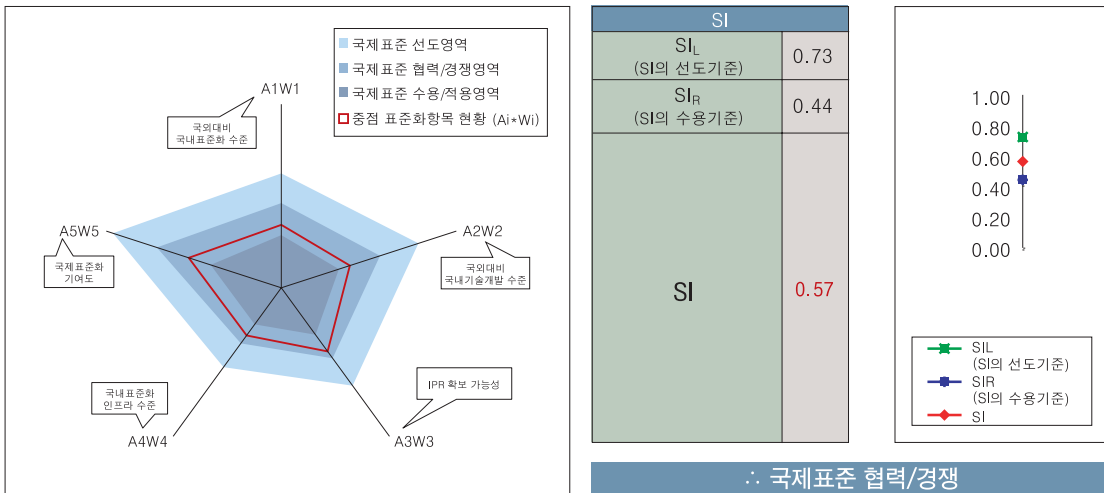 국제표준 선도영역
국제표준 협력/경쟁영역
국제표준 수용/적용영역
중점 표준화항목 현황 (Ai*Wi)
A1W1
국외대비
국내표준화 수준
A2W2
국외대비
국내기술개발 수준
A5W5
국제표준화
기여도
IPR 확보 가능성
A3W3
국내표준화
인프라 수준
A4W4
SI
SIL
(SI의 선도기준)
0.73
SIR
(SI의 수용기준)
0.44
SI
0.57
1.00
0.80
0.60
0.40
0.20
0.00
SIL
(SI의 선도기준)
SIR
(SI의 수용기준)
SI
∴ 국제표준 협력/경쟁